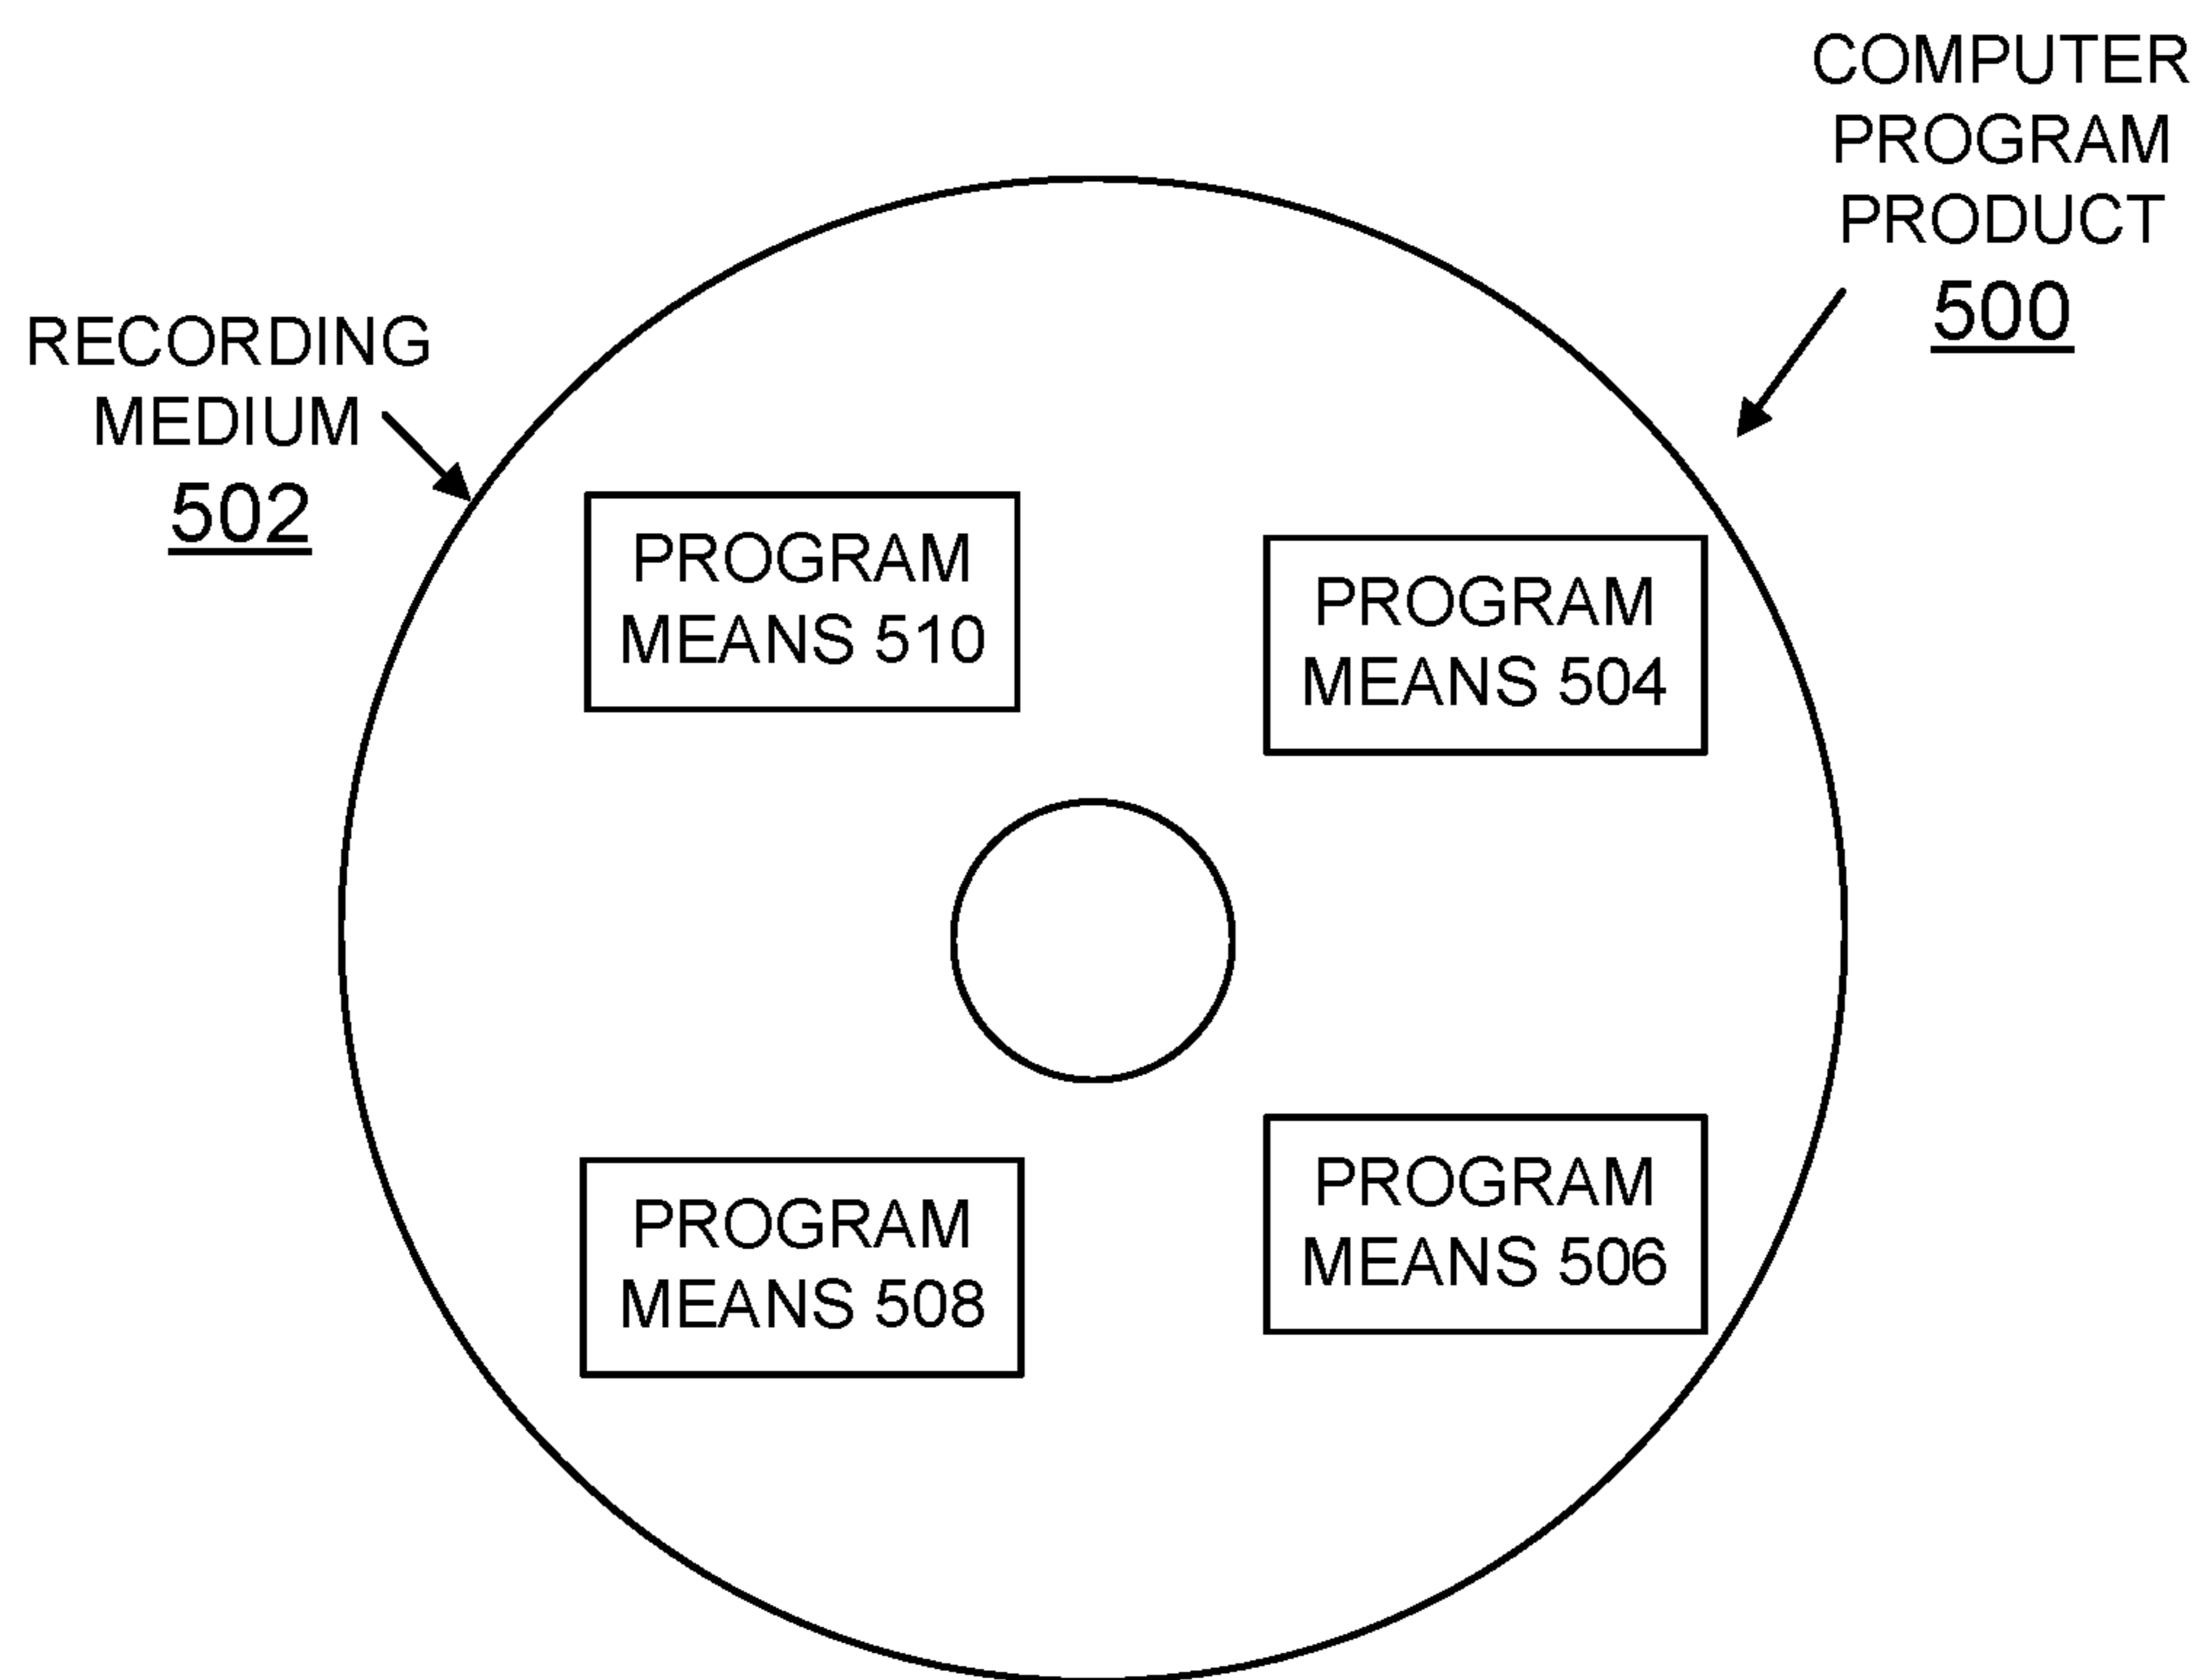 COMPUTER
PROGRAM
PRODUCT
500
RECORDING
MEDIUM
502
PROGRAM
MEANS 510
PROGRAM
MEANS 504
PROGRAM
MEANS 508
PROGRAM
MEANS 506